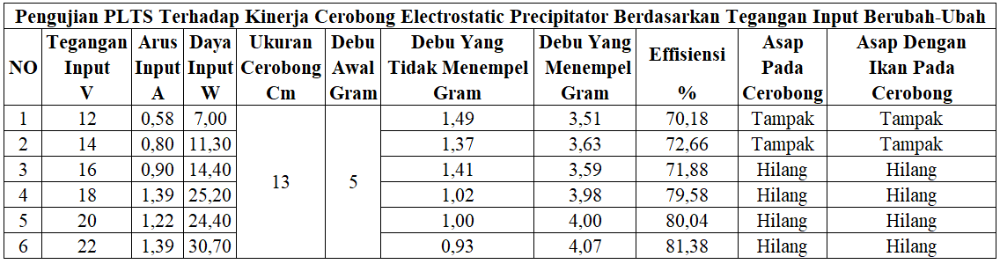 Pengujian PLTS Terhadap Kinerja Cerobong Electrostatic Precipitator Berdasarkan Tegangan Input Berubah-Ubah
NO Tegangan Input V Arus Input A Daya Input W Ukuran Cerobong Cm Debu Awal Gram Debu Yang Tidak Menempel Gram Debu Yang Menempel Gram Effisiensi % Asap Pada Cerobong Asap Dengan Ikan Pada Cerobong
1 12 0,58 7,00 13 5 1,49 3,51 70,18 Tampak Tampak
2 14 0,80 11,30 1,37 3,63 72,66 Tampak Tampak
3 16 0,90 14,40 1,41 3,59 71,88 Hilang Hilang
4 18 1,39 25,20 1,02 3,98 79,58 Hilang Hilang
5 20 1,22 24,40 1,00 4,00 80,04 Hilang Hilang
6 22 1,39 30,70 0,93 4,07 81,38 Hilang Hilang